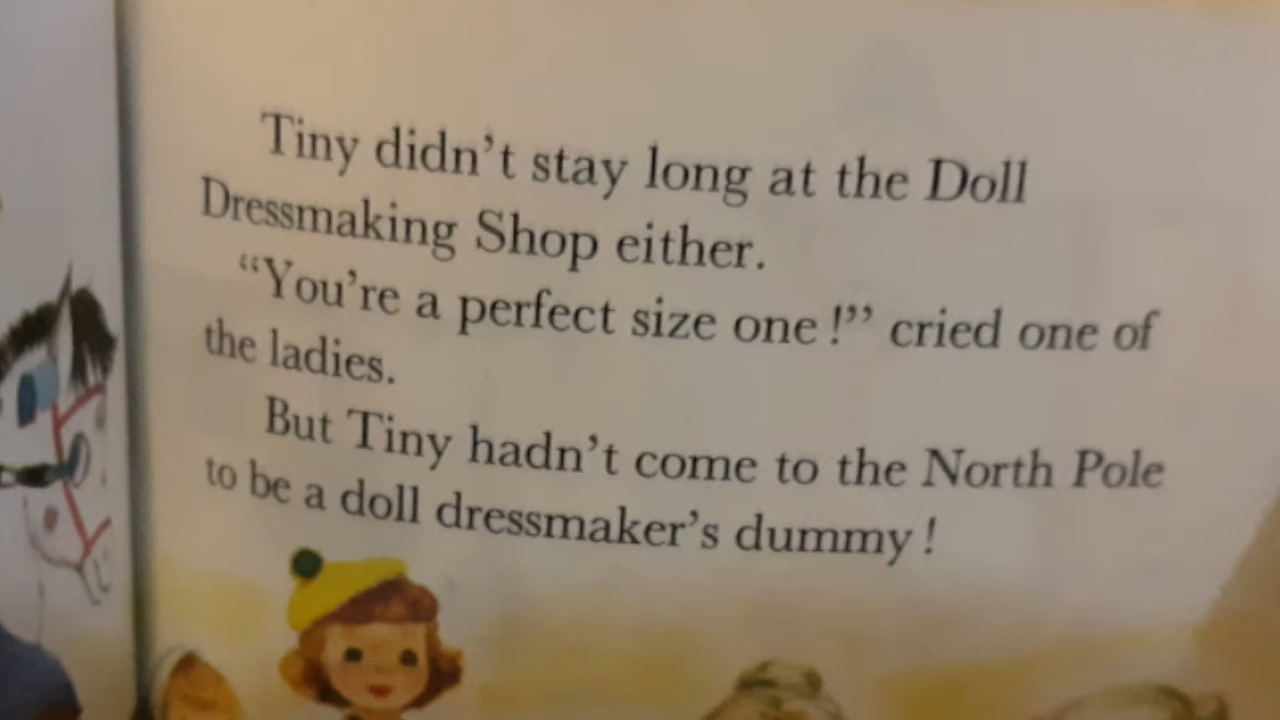 Tiny didn't stay long at the Doll
Dressmaking Shop either.
“You're a perfect size one!” cried one of
the ladies.
But Tiny hadn't come to the North Pole
to be a doll dressmaker's dummy!